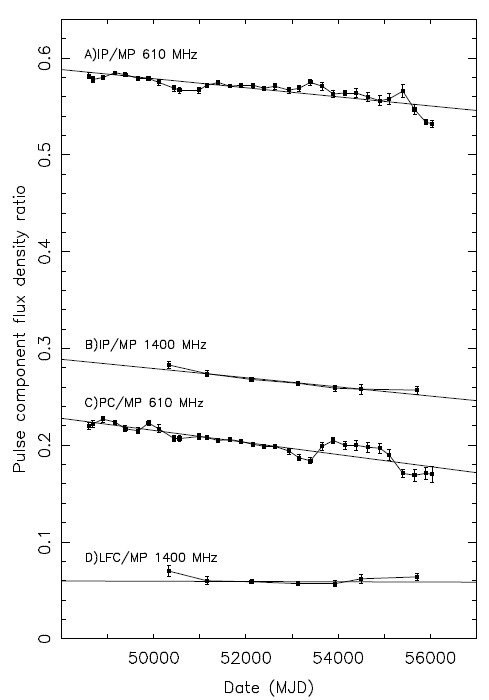 A)IP/MP 610 MHz
B)IP/MP 1400 MHz
C)PC/MP 610 MHz
D)LFC/MP 1400 MHz
Pulse component flux density ratio
0.6
0.5
0.4
0.3
0.2
0.1
0
50000 52000 54000 56000
Date (MJD)